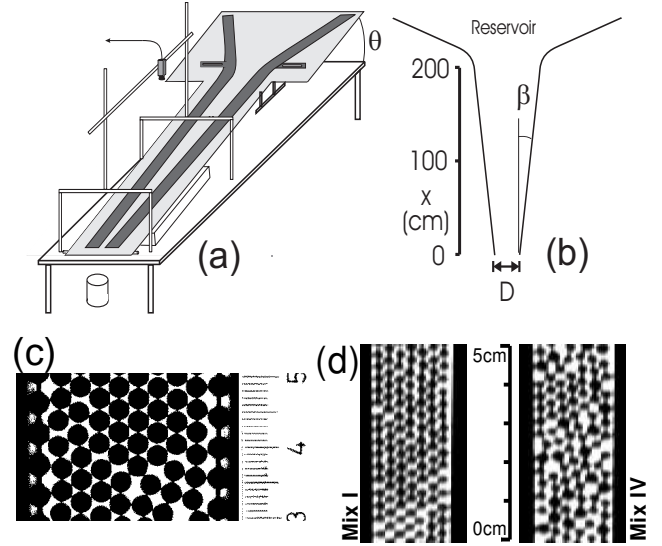 θ
(a)
Reservoir
200
β
100
x
(cm)
0
D
(b)
(c)
5
4
3
(d)
Mix I
5cm
0cm
Mix IV